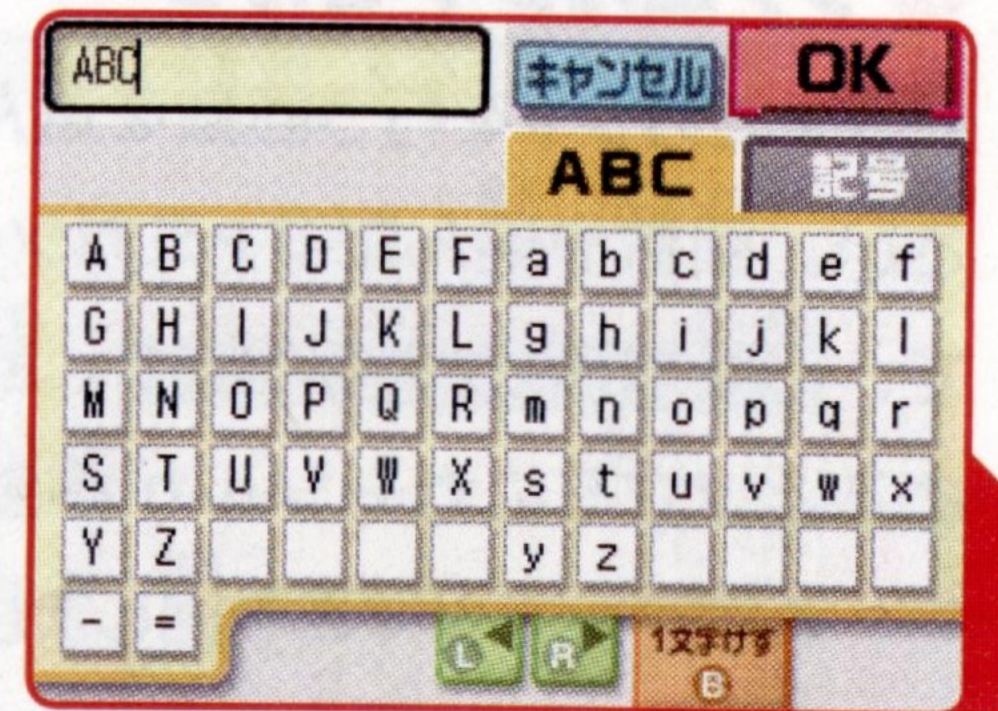 ABC キャンセル OK
ABC 記号
A B C D E F a b c d e f
G H I J K L g h i j k l
M N O P Q R m n o p q r
S T U V W X s t u v w x
Y Z y z
- =
L R 1文字けす
B